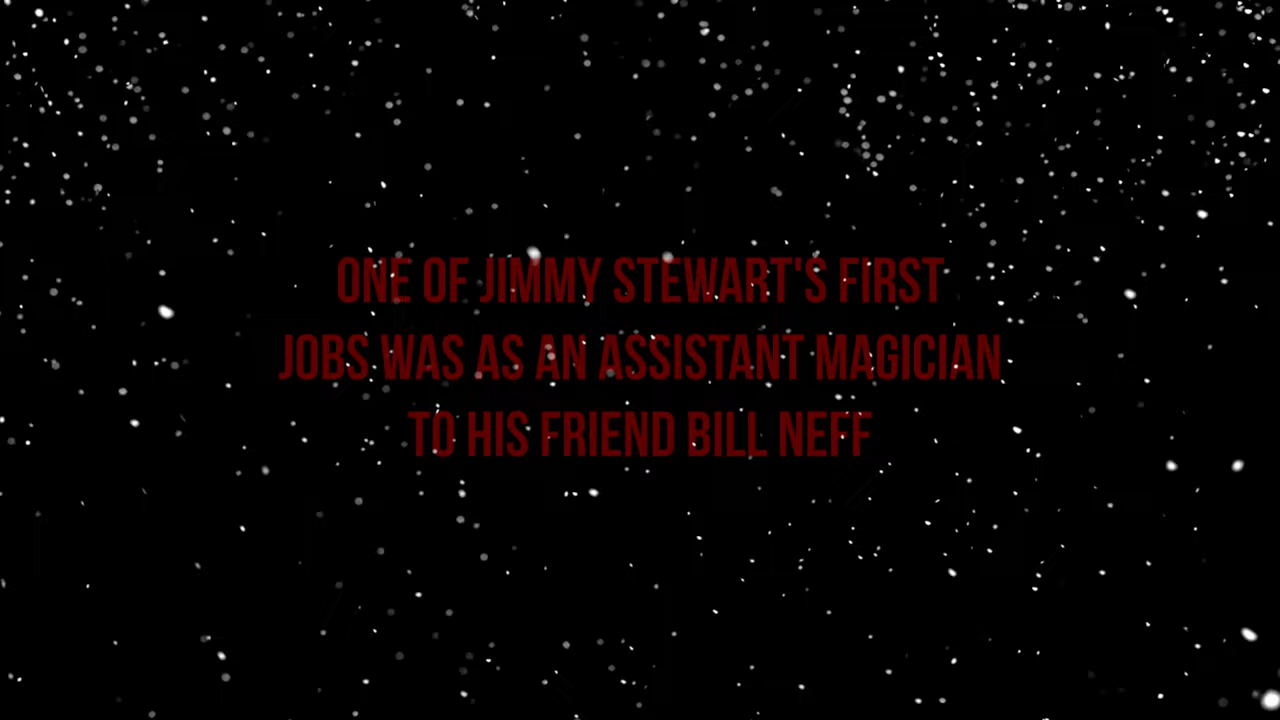 ONE OF JIMMY STEWART'S FIRST
JOBS WAS AS AN ASSISTANT MAGICIAN
TO HIS FRIEND BILL NEFF